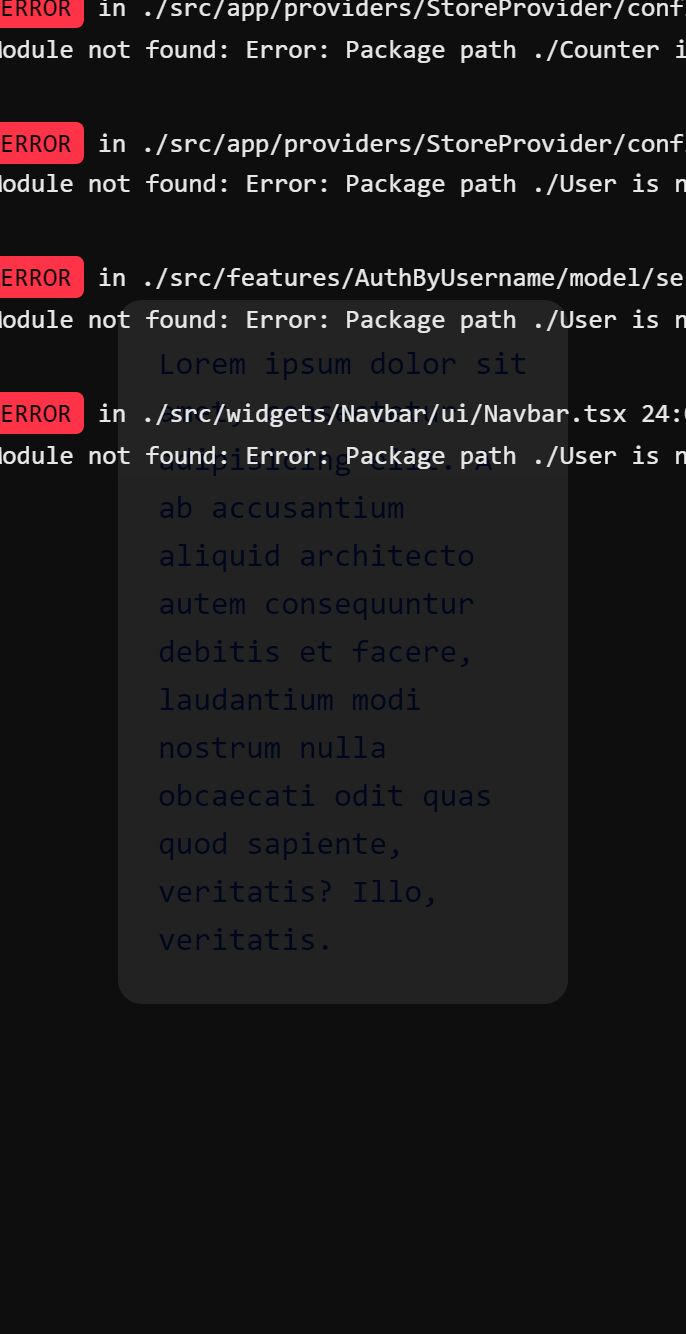 ERROR in ./src/app/providers/StoreProvider/conf
Module not found: Error: Package path ./Counter i
ERROR in ./src/app/providers/StoreProvider/conf
Module not found: Error: Package path ./User is n
ERROR in ./src/features/AuthByUsername/model/se
Module not found: Error: Package path ./User is n
ERROR in ./src/widgets/Navbar/ui/Navbar.tsx 24:
Module not found: Error: Package path ./User is n
Lorem ipsum dolor sit
amet, consectetur
adipisicing elit. A
ab accusantium
aliquid architecto
autem consequuntur
debitis et facere,
laudantium modi
nostrum nulla
obcaecati odit quas
quod sapiente,
veritatis? Illo,
veritatis.